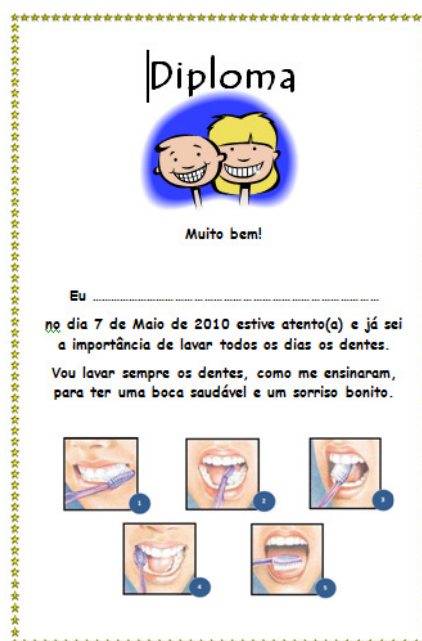 Diploma
Muito bem!
Eu ................................................................................
no dia 7 de Maio de 2010 estive atento(a) e já sei
a importância de lavar todos os dias os dentes.
Vou lavar sempre os dentes, como me ensinaram,
para ter uma boca saudável e um sorriso bonito.
1
2
3
4
5